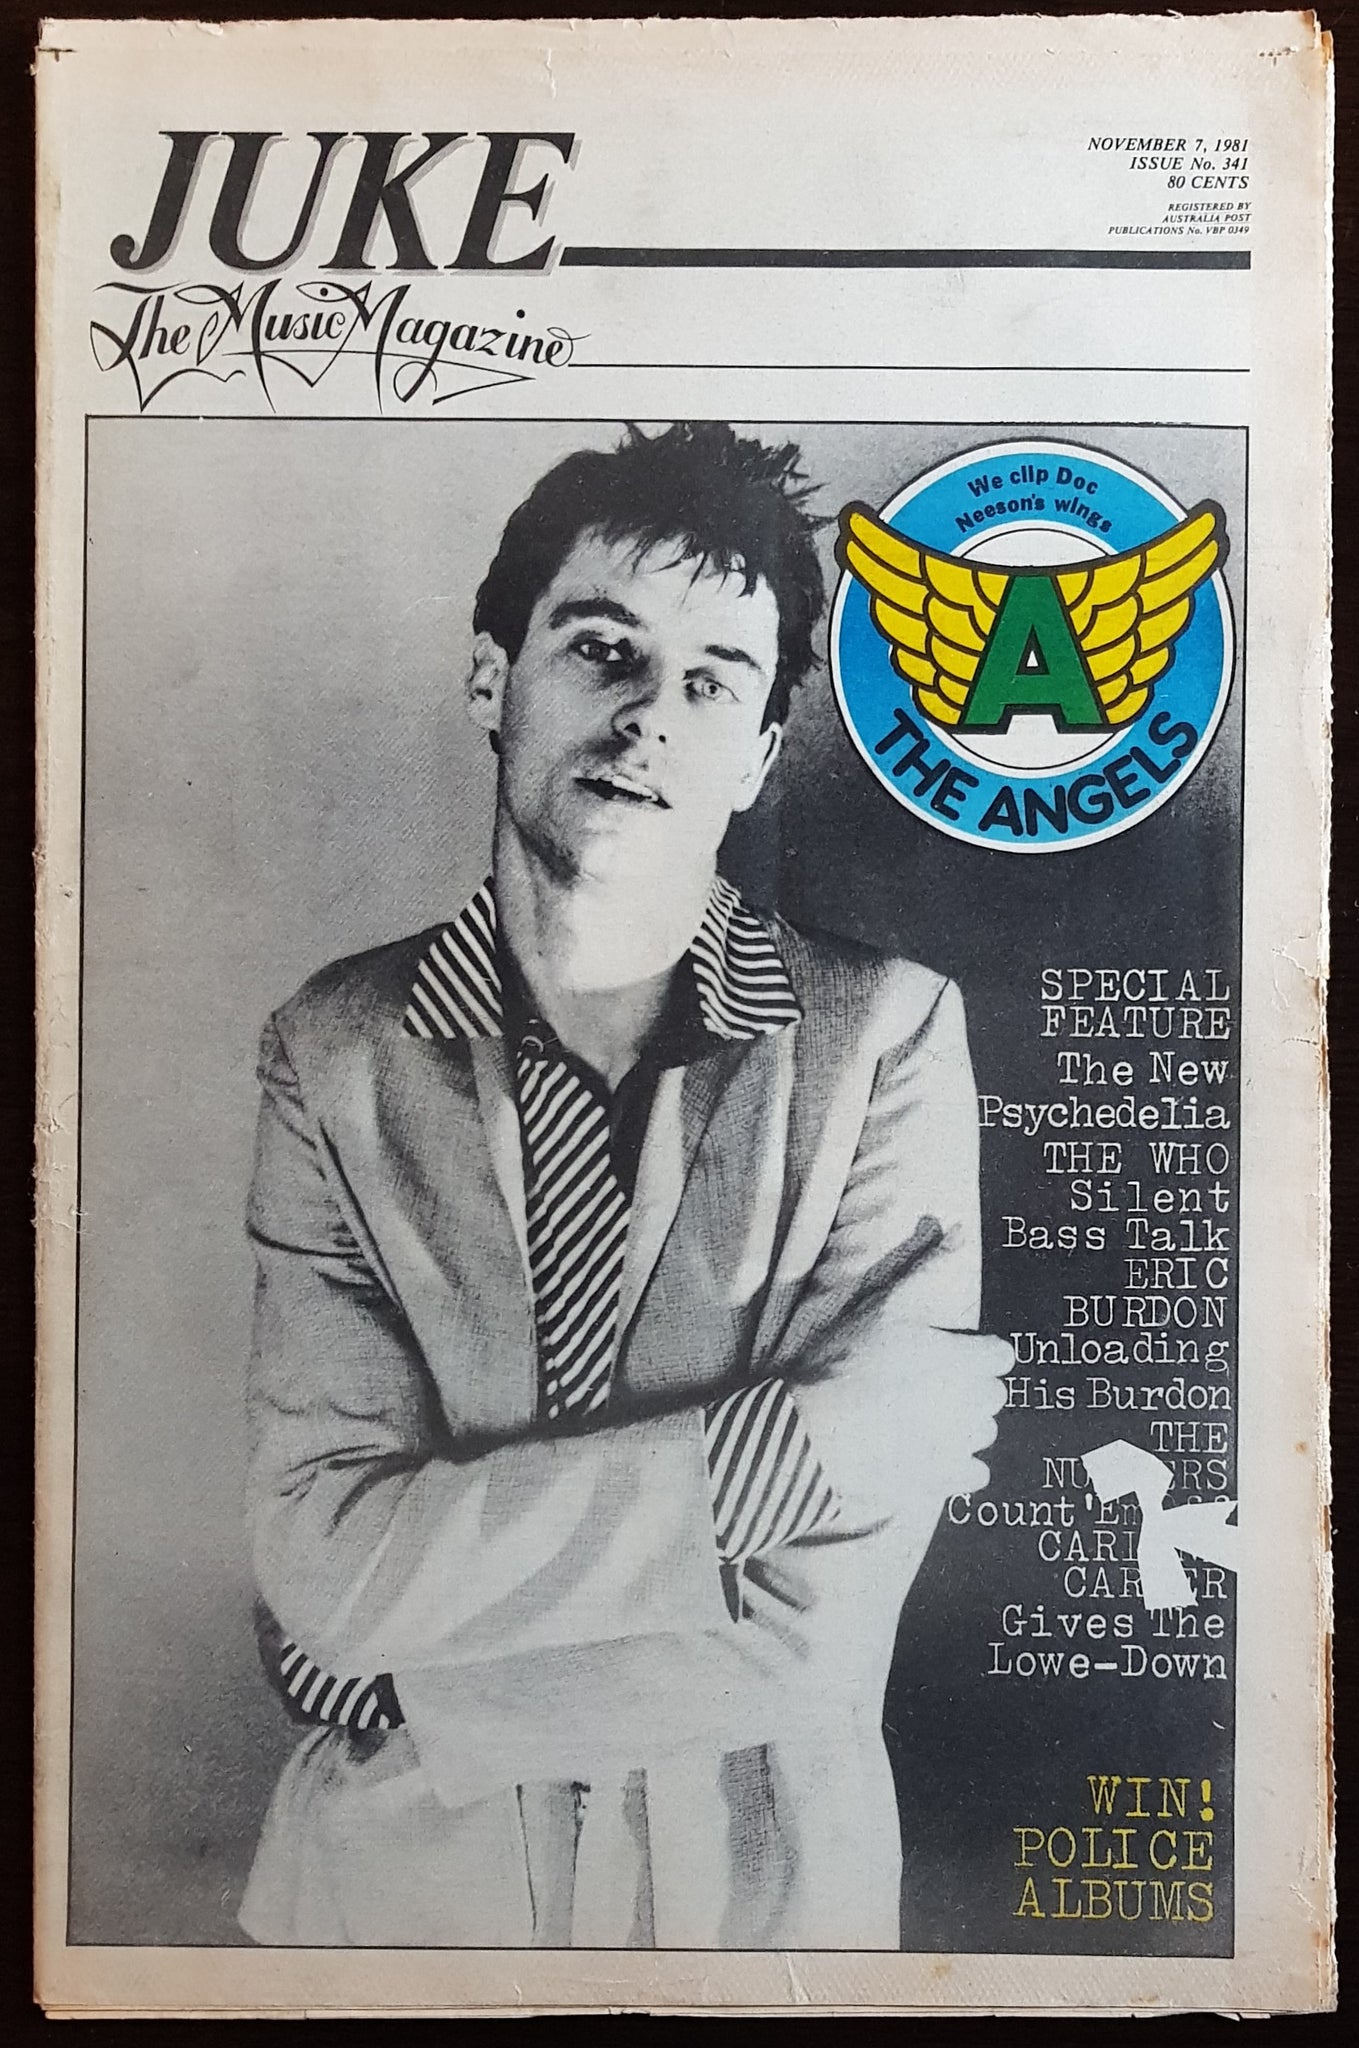 JUKE
The Music Magazine
NOVEMBER 7, 1981
ISSUE No. 341
80 CENTS
REGISTERED BY
AUSTRALIA POST
PUBLICATIONS No. VBP 0349
We clip Doc
Neeson's wings
A
THE ANGELS
SPECIAL
FEATURE
The New
Psychedelia
THE WHO
Silent
Bass Talk
ERIC
BURDON
Unloading
His Burdon
THE
Count 'Em
Gives The
Lowe-Down
WIN!
POLICE
ALBUMS